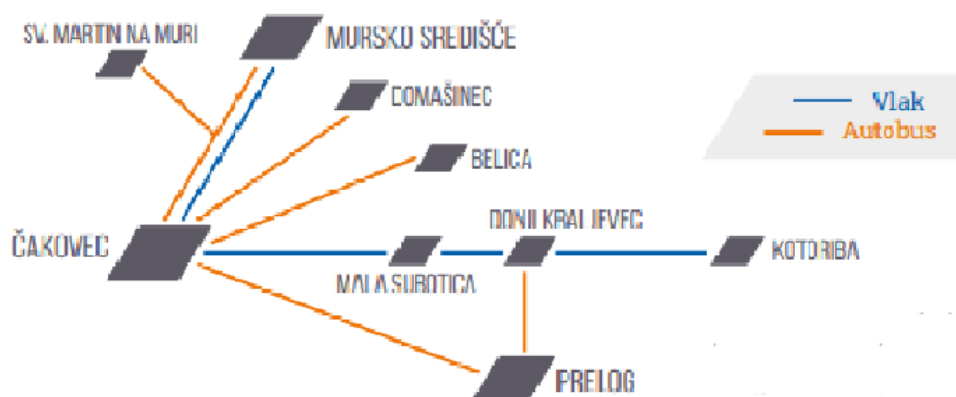 SV. MARTIN NA MURI
MURSKO SREDIŠĆE
DOMAŠINEC
BELICA
Vlak
Autobus
ČAKOVEC
DONJI KRALJEVEC
KOTORIBA
MALA SUBOTICA
PRELOG